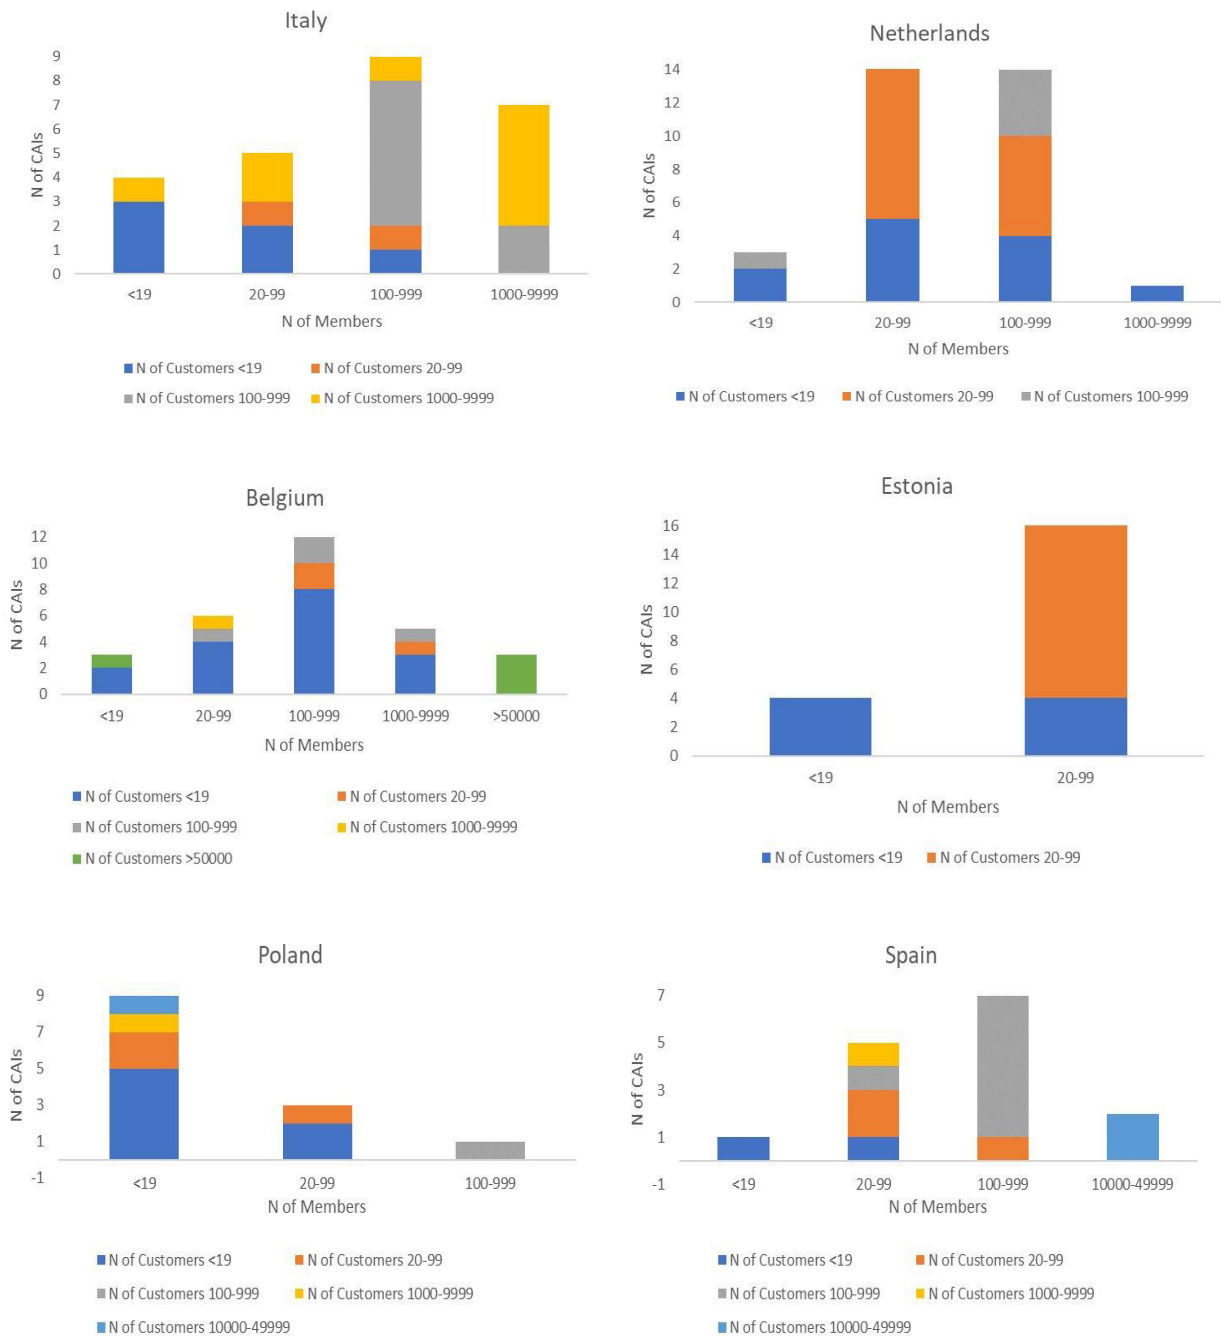 Italy
N of CAIs
9
8
7
6
5
4
3
2
1
0
<19 20-99 100-999 1000-9999
N of Members
N of Customers <19 N of Customers 20-99
N of Customers 100-999 N of Customers 1000-9999
Netherlands
N of CAIs
14
12
10
8
6
4
2
0
<19 20-99 100-999 1000-9999
N of Members
N of Customers <19 N of Customers 20-99 N of Customers 100-999
Belgium
N of CAIs
12
10
8
6
4
2
0
<19 20-99 100-999 1000-9999 >50000
N of Members
N of Customers <19 N of Customers 20-99
N of Customers 100-999 N of Customers 1000-9999
N of Customers >50000
Estonia
N of CAIs
16
14
12
10
8
6
4
2
0
<19 20-99
N of Members
N of Customers <19 N of Customers 20-99
Poland
N of CAIs
9
7
5
3
1
-1
<19 20-99 100-999
N of Members
N of Customers <19 N of Customers 20-99
N of Customers 100-999 N of Customers 1000-9999
N of Customers 10000-49999
Spain
N of CAIs
7
5
3
1
-1
<19 20-99 100-999 10000-49999
N of Members
N of Customers <19 N of Customers 20-99
N of Customers 100-999 N of Customers 1000-9999
N of Customers 10000-49999